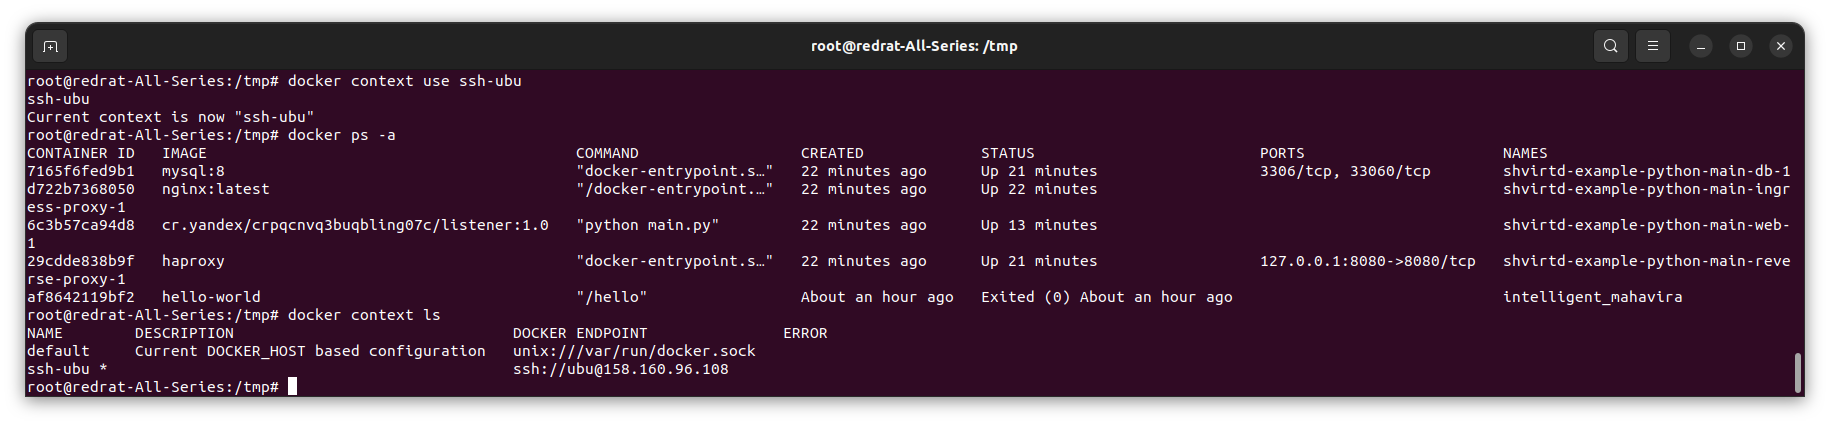 root@redrat-All-Series: /tmp
root@redrat-All-Series:/tmp# docker context use ssh-ubu
ssh-ubu
Current context is now "ssh-ubu"
root@redrat-All-Series:/tmp# docker ps -a
CONTAINER ID   IMAGE                                         COMMAND                  CREATED             STATUS                         PORTS                      NAMES
7165f6fed9b1   mysql:8                                       "docker-entrypoint.s…"   22 minutes ago      Up 21 minutes                  3306/tcp, 33060/tcp        shvirtd-example-python-main-db-1
d722b7368050   nginx:latest                                  "/docker-entrypoint.…"   22 minutes ago      Up 22 minutes                                             shvirtd-example-python-main-ingr
ess-proxy-1
6c3b57ca94d8   cr.yandex/crpqcnvq3buqbling07c/listener:1.0   "python main.py"         22 minutes ago      Up 13 minutes                                             shvirtd-example-python-main-web-
1
29cdde838b9f   haproxy                                       "docker-entrypoint.s…"   22 minutes ago      Up 21 minutes                  127.0.0.1:8080->8080/tcp   shvirtd-example-python-main-reve
rse-proxy-1
af8642119bf2   hello-world                                   "/hello"                 About an hour ago   Exited (0) About an hour ago                              intelligent_mahavira
root@redrat-All-Series:/tmp# docker context ls
NAME        DESCRIPTION                               DOCKER ENDPOINT               ERROR
default     Current DOCKER_HOST based configuration   unix:///var/run/docker.sock
ssh-ubu *                                             ssh://ubu@158.160.96.108
root@redrat-All-Series:/tmp#